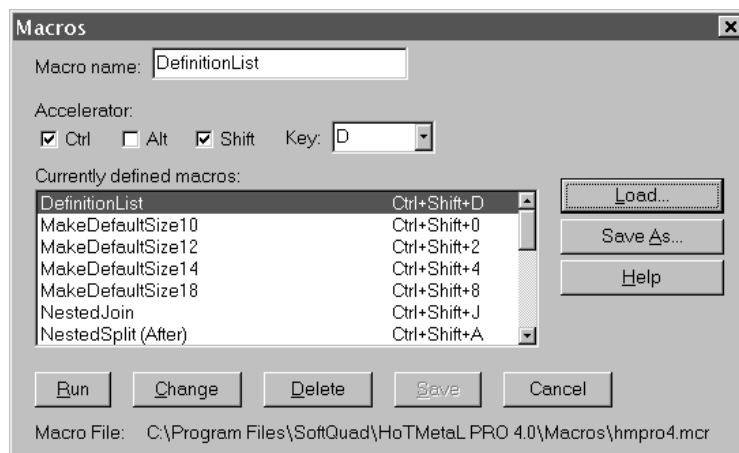 Macros
Macro name: DefinitionList
Accelerator:
Ctrl Alt Shift Key: D
Currently defined macros:
DefinitionList Ctrl+Shift+D
MakeDefaultSize10 Ctrl+Shift+0
MakeDefaultSize12 Ctrl+Shift+2
MakeDefaultSize14 Ctrl+Shift+4
MakeDefaultSize18 Ctrl+Shift+8
NestedJoin Ctrl+Shift+J
NestedSplit (After) Ctrl+Shift+A
Load...
Save As...
Help
Run Change Delete Save Cancel
Macro File: C:\Program Files\SoftQuad\HoTMetaL PRO 4.0\Macros\hmpro4.mcr